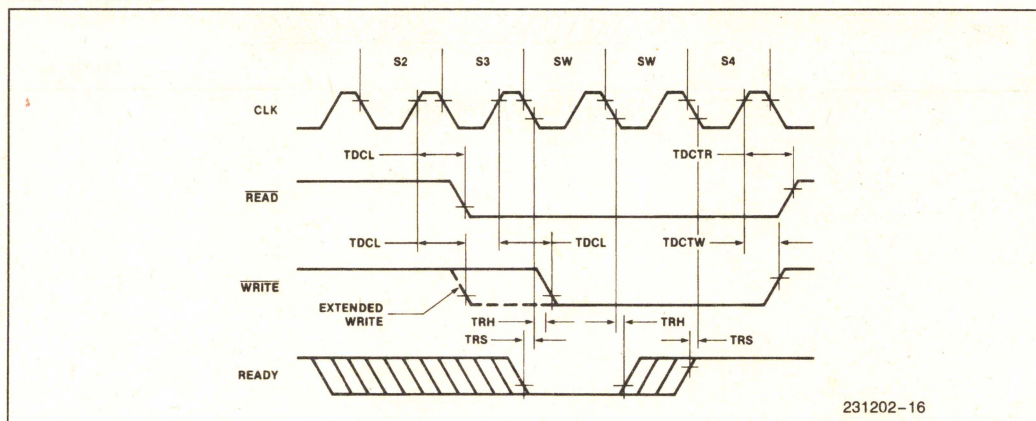 S2 S3 SW SW S4
CLK
TDCL TDCTR
READ
TDCL TDCL TDCTW
WRITE
EXTENDED
WRITE
TRH TRH
TRS TRS
READY
231202-16